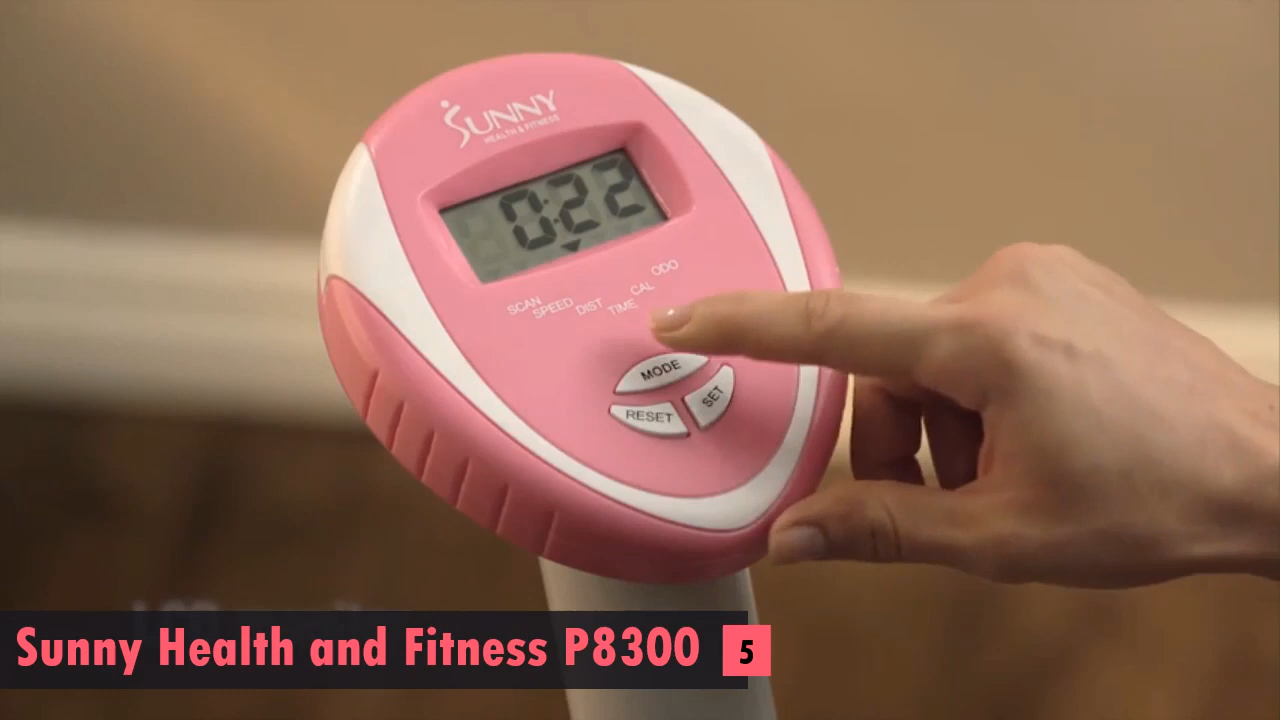 SUNNY
HEALTH & FITNESS
0:22
SCAN SPEED DIST TIME CAL ODO
MODE
RESET SET
Sunny Health and Fitness P8300 5